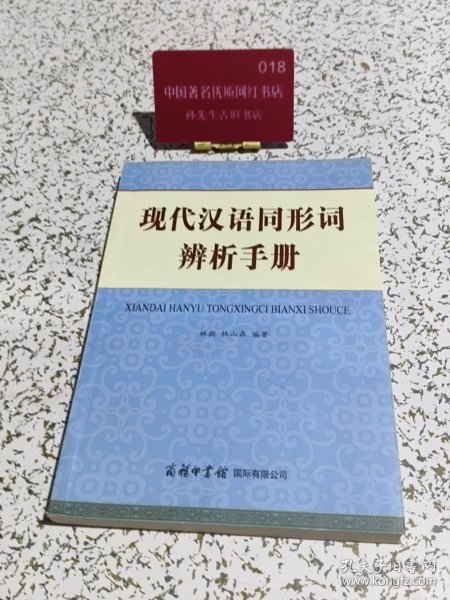 018
中国著名优质网红书店
孙先生古旧书店
现代汉语同形词
辨析手册
XIANDAI HANYU TONGXINGCI BIANXI SHOUCE
林超 林山森 编著
商务印书馆 国际有限公司
孔夫子旧书网
www.kongfz.com